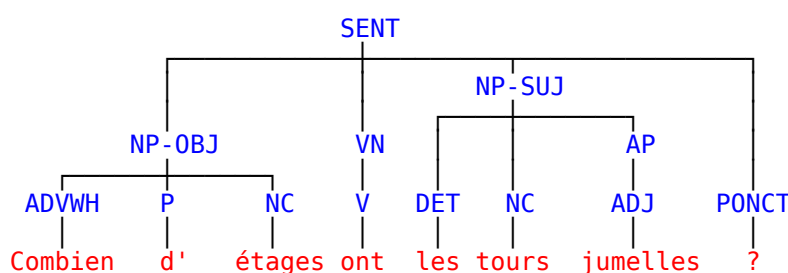 SENT
NP-SUJ
NP-OBJ VN AP
ADVWH P NC V DET NC ADJ PONCT
Combien d' étages ont les tours jumelles ?